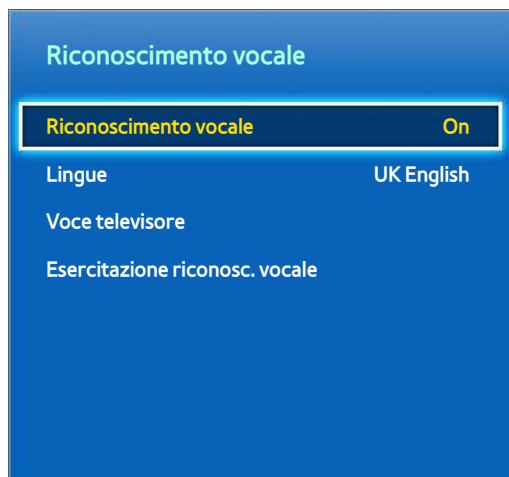 Riconoscimento vocale
Riconoscimento vocale On
Lingue UK English
Voce televisore
Esercitazione riconosc. vocale